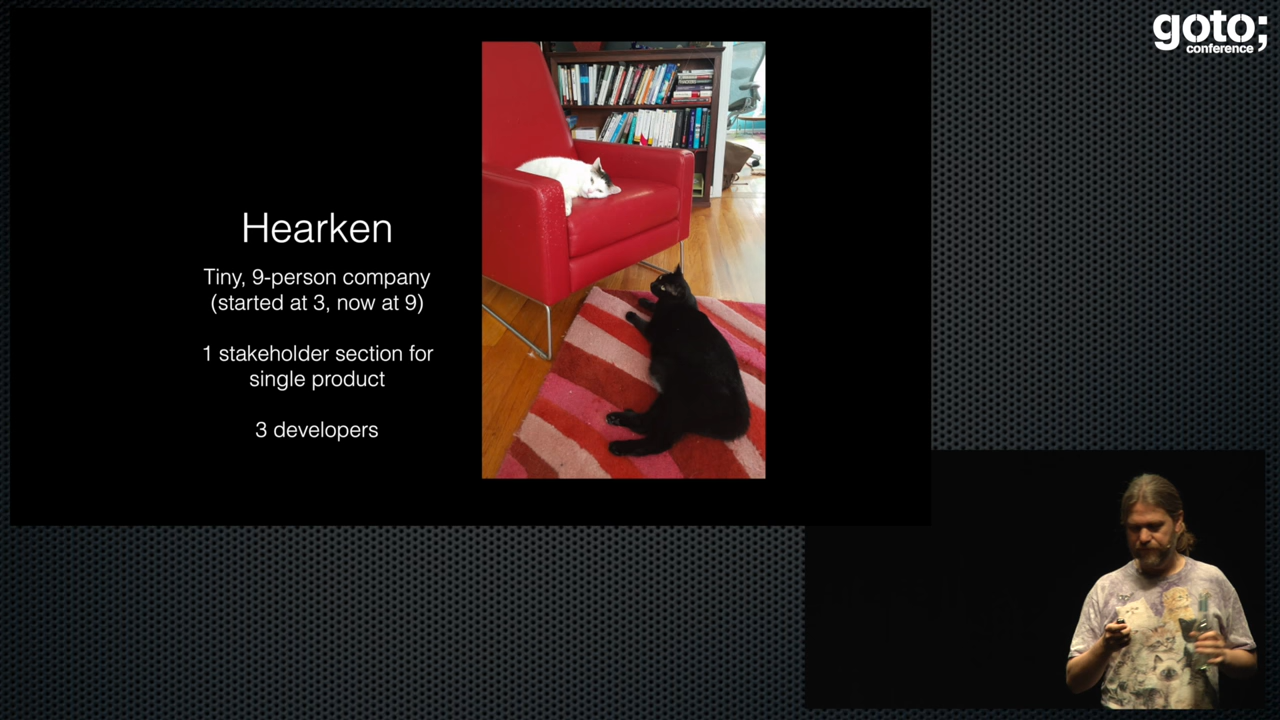 goto;
conference
Hearken
Tiny, 9-person company
(started at 3, now at 9)
1 stakeholder section for
single product
3 developers